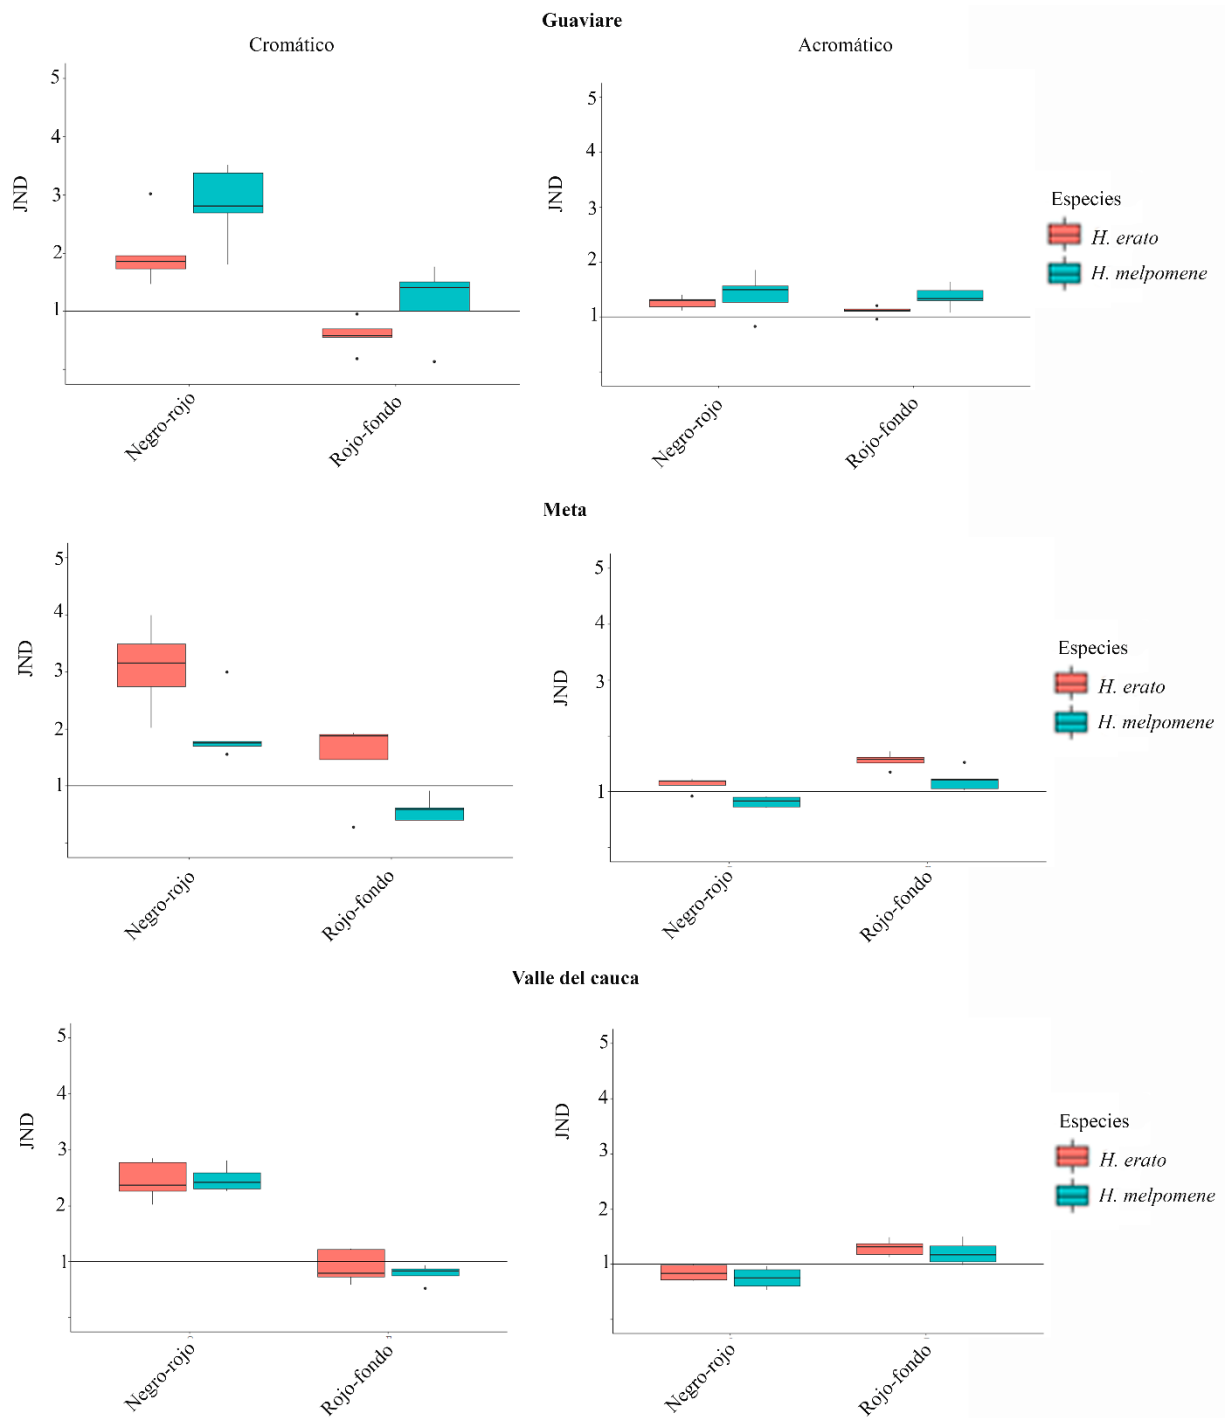 Guaviare
Cromático
Acromático
5
4
3
2
1
JND
Negro-rojo
Rojo-fondo
5
4
3
2
1
JND
Negro-rojo
Rojo-fondo
Especies
H. erato
H. melpomene
Meta
5
4
3
2
1
JND
Negro-rojo
Rojo-fondo
5
4
3
1
JND
Negro-rojo
Rojo-fondo
Especies
H. erato
H. melpomene
Valle del cauca
5
4
3
2
1
JND
Negro-rojo
Rojo-fondo
5
4
3
2
1
JND
Negro-rojo
Rojo-fondo
Especies
H. erato
H. melpomene